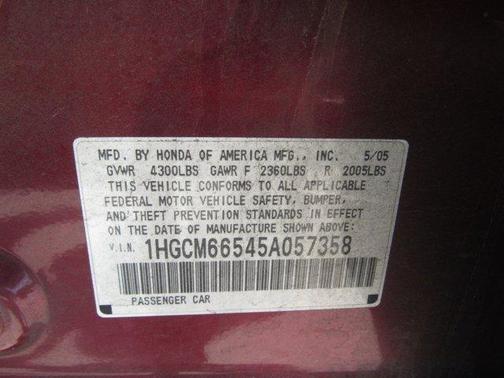 MFD. BY HONDA OF AMERICA MFG., INC. 5/05
GVWR 4300LBS GAWR F 2360LBS R 2005LBS
THIS VEHICLE CONFORMS TO ALL APPLICABLE
FEDERAL MOTOR VEHICLE SAFETY, BUMPER,
AND THEFT PREVENTION STANDARDS IN EFFECT
ON THE DATE OF MANUFACTURE SHOWN ABOVE.
V.I.N. 1HGCM66545A057358
PASSENGER CAR